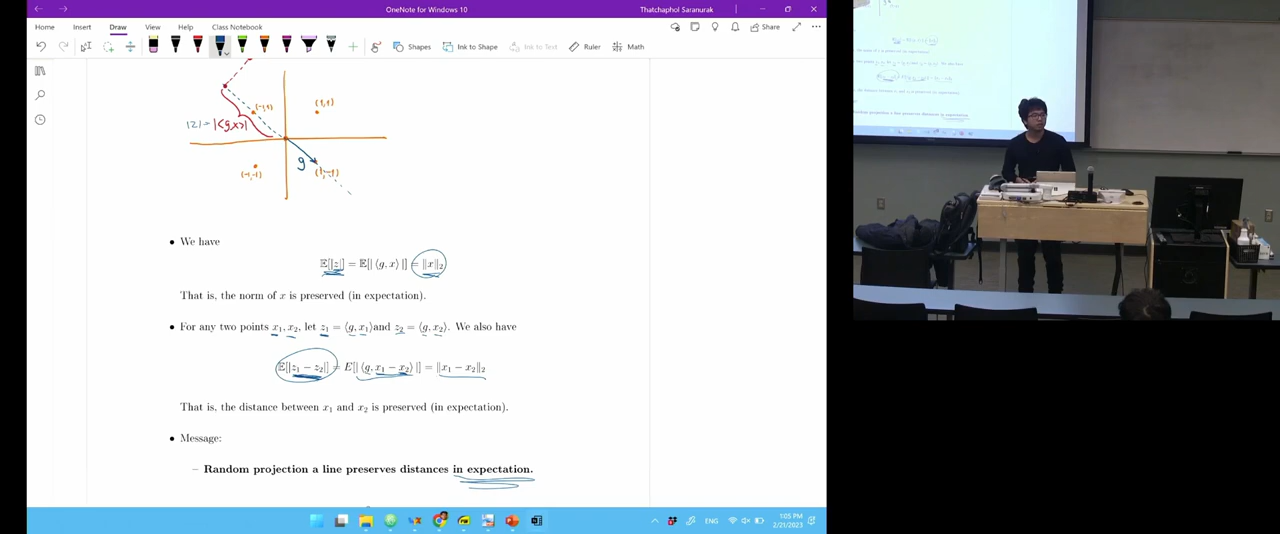 OneNote for Windows 10
Thatchaphol Saranurak
Home Insert Draw View Help Class Notebook
Share
Shapes Ink to Shape Ink to Text Ruler Math
(-1,1)
(1,1)
|z| = |<g,x>|
g
(-1,-1)
(1,-1)
• We have
𝔼[|z|] = 𝔼[| ⟨g, x⟩ |] = ‖x‖₂
That is, the norm of x is preserved (in expectation).
• For any two points x₁, x₂, let z₁ = ⟨g, x₁⟩ and z₂ = ⟨g, x₂⟩. We also have
𝔼[|z₁ − z₂|] = E[| ⟨g, x₁ − x₂⟩ |] = ‖x₁ − x₂‖₂
That is, the distance between x₁ and x₂ is preserved (in expectation).
• Message:
– Random projection a line preserves distances in expectation.
ENG
1:05 PM
2/21/2023